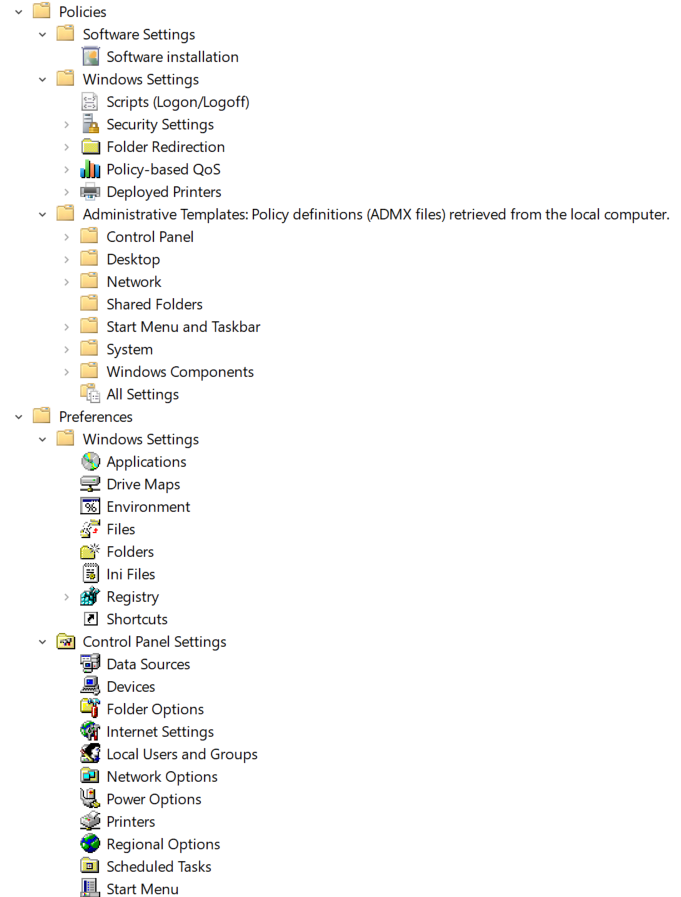 Policies
Software Settings
Software installation
Windows Settings
Scripts (Logon/Logoff)
Security Settings
Folder Redirection
Policy-based QoS
Deployed Printers
Administrative Templates: Policy definitions (ADMX files) retrieved from the local computer.
Control Panel
Desktop
Network
Shared Folders
Start Menu and Taskbar
System
Windows Components
All Settings
Preferences
Windows Settings
Applications
Drive Maps
Environment
Files
Folders
Ini Files
Registry
Shortcuts
Control Panel Settings
Data Sources
Devices
Folder Options
Internet Settings
Local Users and Groups
Network Options
Power Options
Printers
Regional Options
Scheduled Tasks
Start Menu